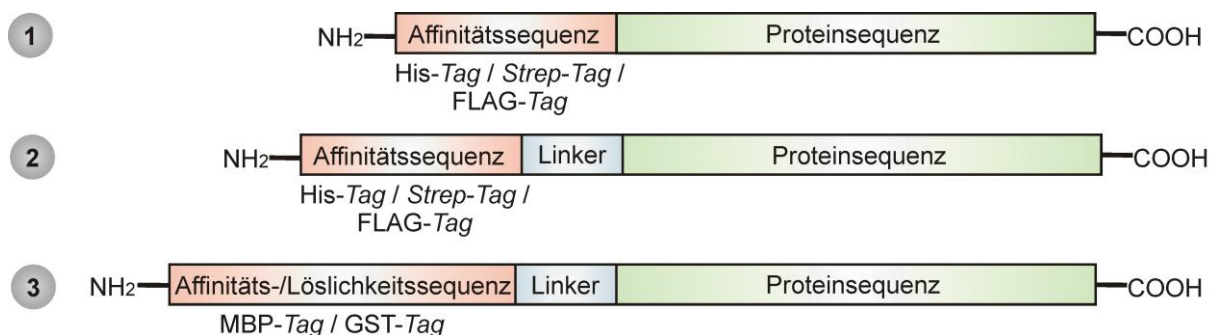 1
NH2 Affinitätssequenz Proteinsequenz COOH
His-Tag / Strep-Tag /
FLAG-Tag
2
NH2 Affinitätssequenz Linker Proteinsequenz COOH
His-Tag / Strep-Tag /
FLAG-Tag
3
NH2 Affinitäts-/Löslichkeitssequenz Linker Proteinsequenz COOH
MBP-Tag / GST-Tag